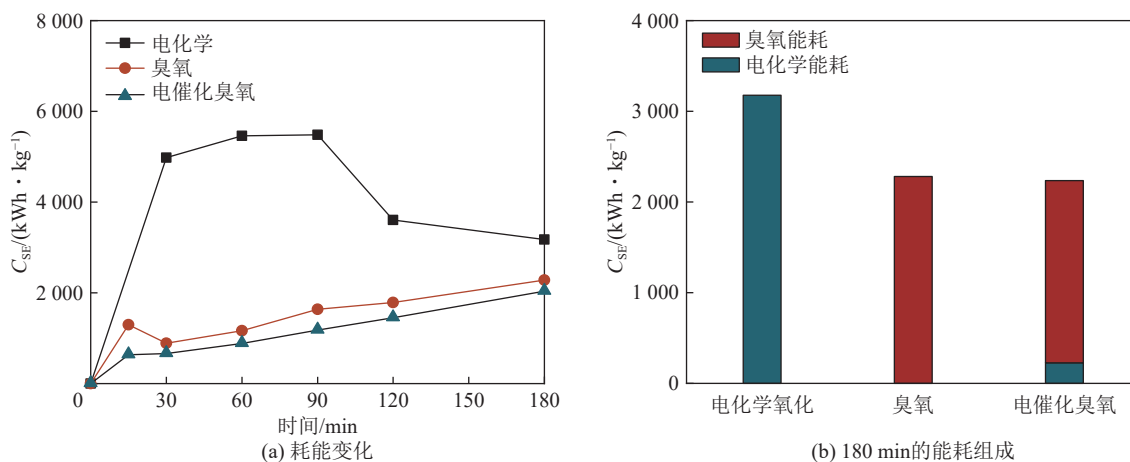 8 000
6 000
4 000
2 000
0
C_SE/(kWh·kg⁻¹)
电化学
臭氧
电催化臭氧
0 30 60 90 120 150 180
时间/min
(a) 耗能变化
4 000
3 000
2 000
1 000
0
C_SE/(kWh·kg⁻¹)
臭氧能耗
电化学能耗
电化学氧化 臭氧 电催化臭氧
(b) 180 min的能耗组成